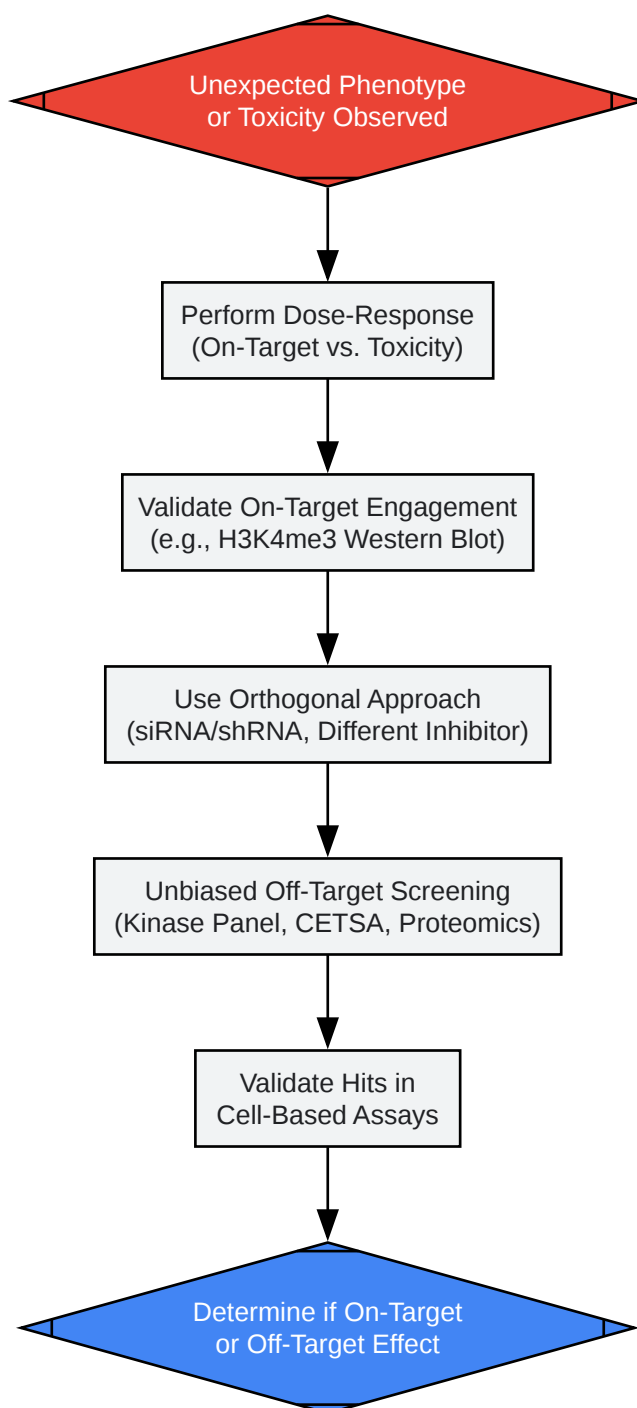 Unexpected Phenotype
or Toxicity Observed
Perform Dose-Response
(On-Target vs. Toxicity)
Validate On-Target Engagement
(e.g., H3K4me3 Western Blot)
Use Orthogonal Approach
(siRNA/shRNA, Different Inhibitor)
Unbiased Off-Target Screening
(Kinase Panel, CETSA, Proteomics)
Validate Hits in
Cell-Based Assays
Determine if On-Target
or Off-Target Effect